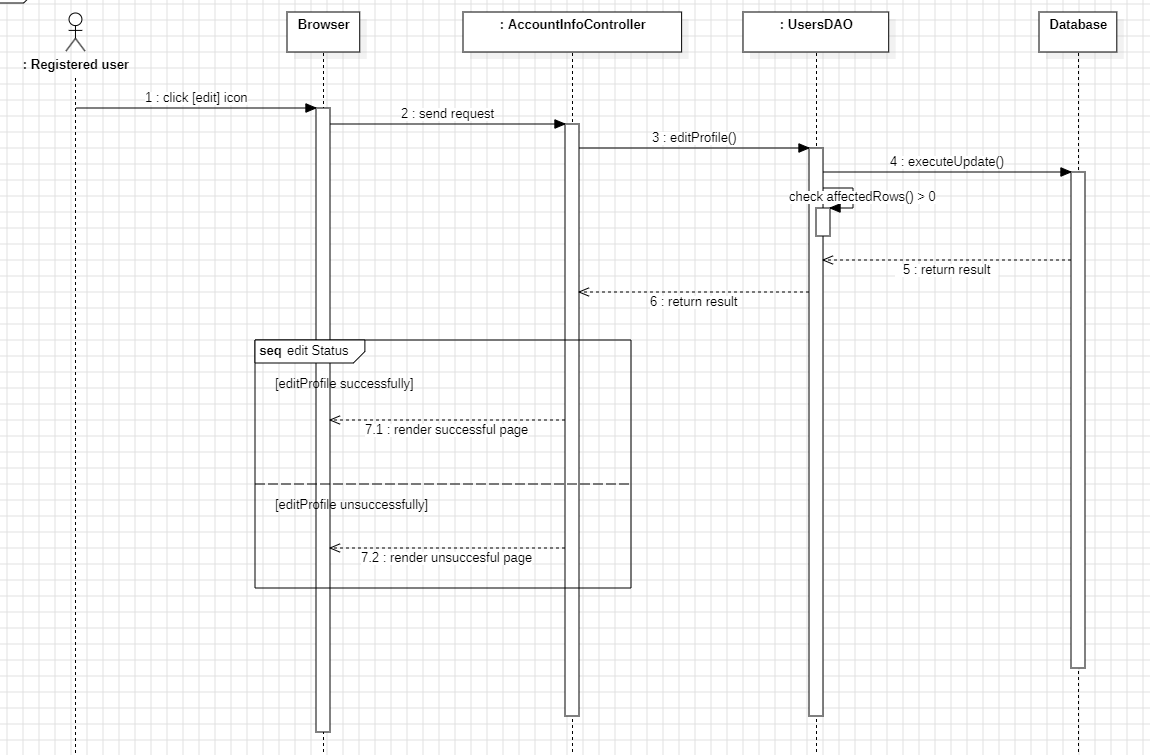 Browser
: AccountInfoController
: UsersDAO
Database
: Registered user
1 : click [edit] icon
2 : send request
3 : editProfile()
4 : executeUpdate()
check affectedRows() > 0
5 : return result
6 : return result
seq edit Status
[editProfile successfully]
7.1 : render successful page
[editProfile unsuccessfully]
7.2 : render unsuccesful page